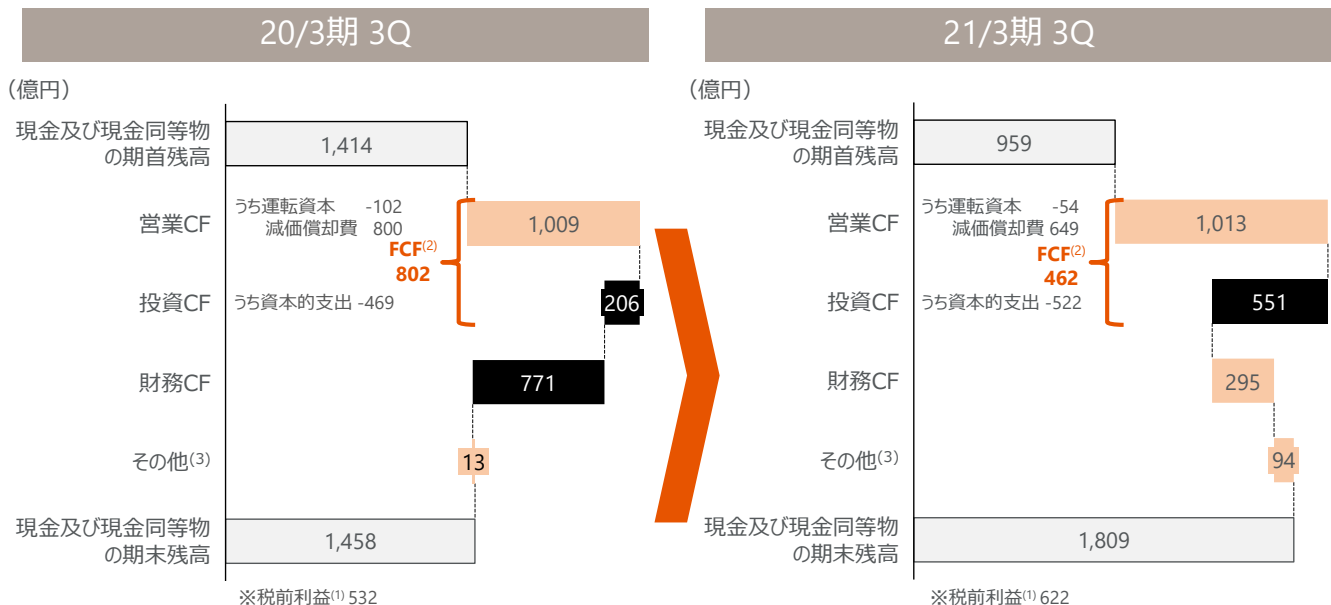 20/3期 3Q
(億円)
現金及び現金同等物
の期首残高
1,414
営業CF
うち運転資本 -102
減価償却費 800
1,009
FCF(2)
802
投資CF
うち資本的支出 -469
206
財務CF
771
その他(3)
13
現金及び現金同等物
の期末残高
1,458
※税前利益(1) 532
21/3期 3Q
(億円)
現金及び現金同等物
の期首残高
959
営業CF
うち運転資本 -54
減価償却費 649
1,013
FCF(2)
462
投資CF
うち資本的支出 -522
551
財務CF
295
その他(3)
94
現金及び現金同等物
の期末残高
1,809
※税前利益(1) 622